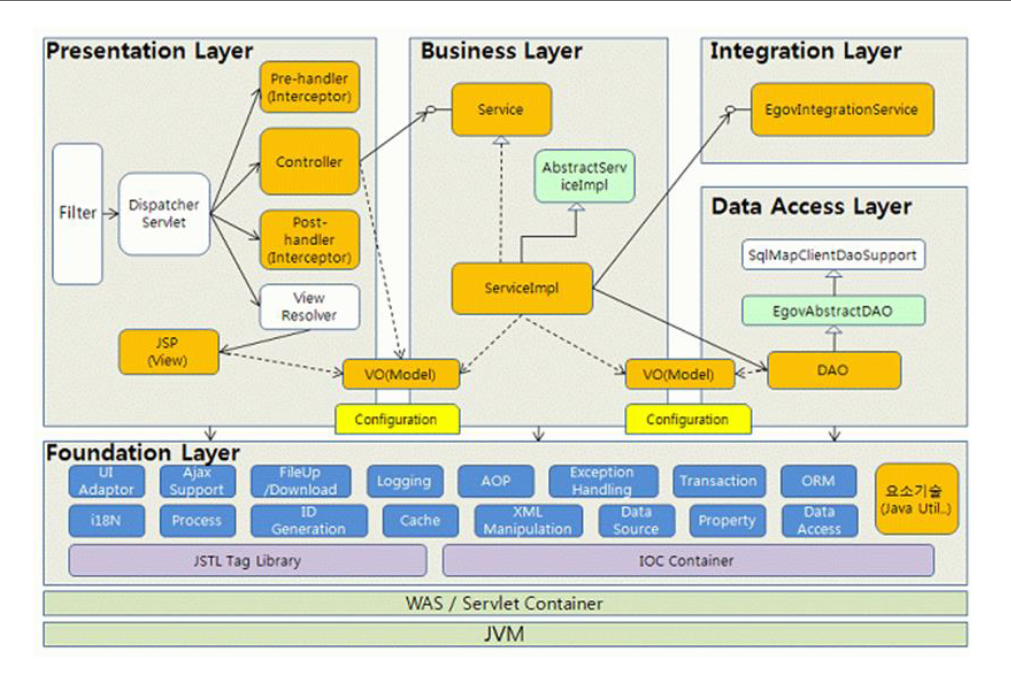 Presentation Layer
Pre-handler
(Interceptor)
Controller
Filter
Dispatcher
Servlet
Post-
handler
(Interceptor)
View
Resolver
JSP
(View)
Business Layer
Service
AbstractServ
iceImpl
ServiceImpl
VO(Model)
Configuration
VO(Model)
Configuration
Integration Layer
EgovIntegrationService
Data Access Layer
SqlMapClientDaoSupport
EgovAbstractDAO
DAO
Foundation Layer
UI
Adaptor
Ajax
Support
FileUp
/Download
Logging
AOP
Exception
Handling
Transaction
ORM
요소기술
(Java Util..)
i18N
Process
ID
Generation
Cache
XML
Manipulation
Data
Source
Property
Data
Access
JSTL Tag Library
IOC Container
WAS / Servlet Container
JVM